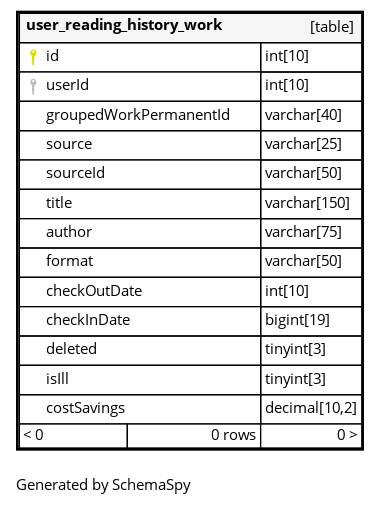 user_reading_history_work [table]
id int[10]
userId int[10]
groupedWorkPermanentId varchar[40]
source varchar[25]
sourceId varchar[50]
title varchar[150]
author varchar[75]
format varchar[50]
checkOutDate int[10]
checkInDate bigint[19]
deleted tinyint[3]
isIll tinyint[3]
costSavings decimal[10,2]
< 0 0 rows 0 >
Generated by SchemaSpy